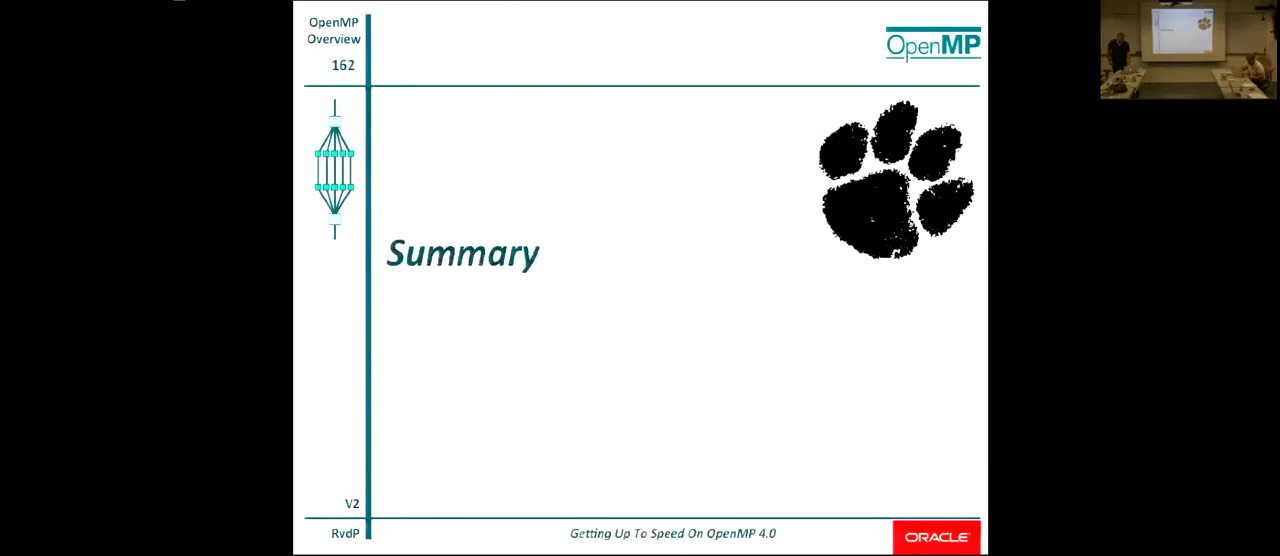 OpenMP
Overview
162
OpenMP
Summary
V2
RvdP
Getting Up To Speed On OpenMP 4.0
ORACLE